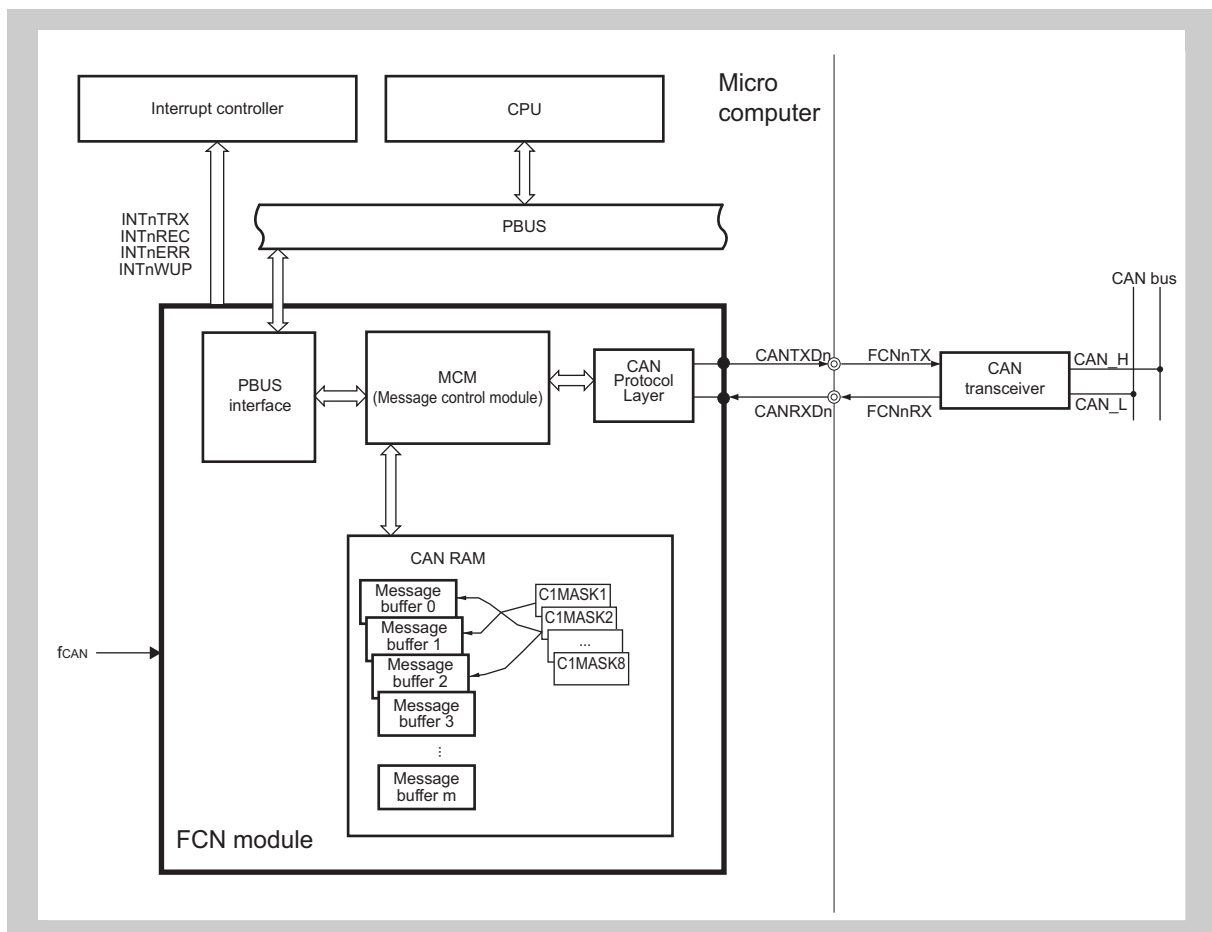 Micro
computer
Interrupt controller
CPU
INTnTRX
INTnREC
INTnERR
INTnWUP
PBUS
CAN bus
PBUS
interface
MCM
(Message control module)
CAN
Protocol
Layer
CANTXDn
CANRXDn
FCNnTX
FCNnRX
CAN
transceiver
CAN_H
CAN_L
CAN RAM
Message
buffer 0
Message
buffer 1
Message
buffer 2
Message
buffer 3
...
Message
buffer m
C1MASK1
C1MASK2
...
C1MASK8
fCAN
FCN module